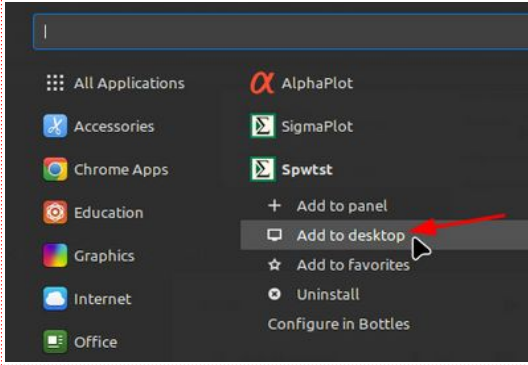 All Applications
Accessories
Chrome Apps
Education
Graphics
Internet
Office
AlphaPlot
SigmaPlot
Spwtst
Add to panel
Add to desktop
Add to favorites
Uninstall
Configure in Bottles